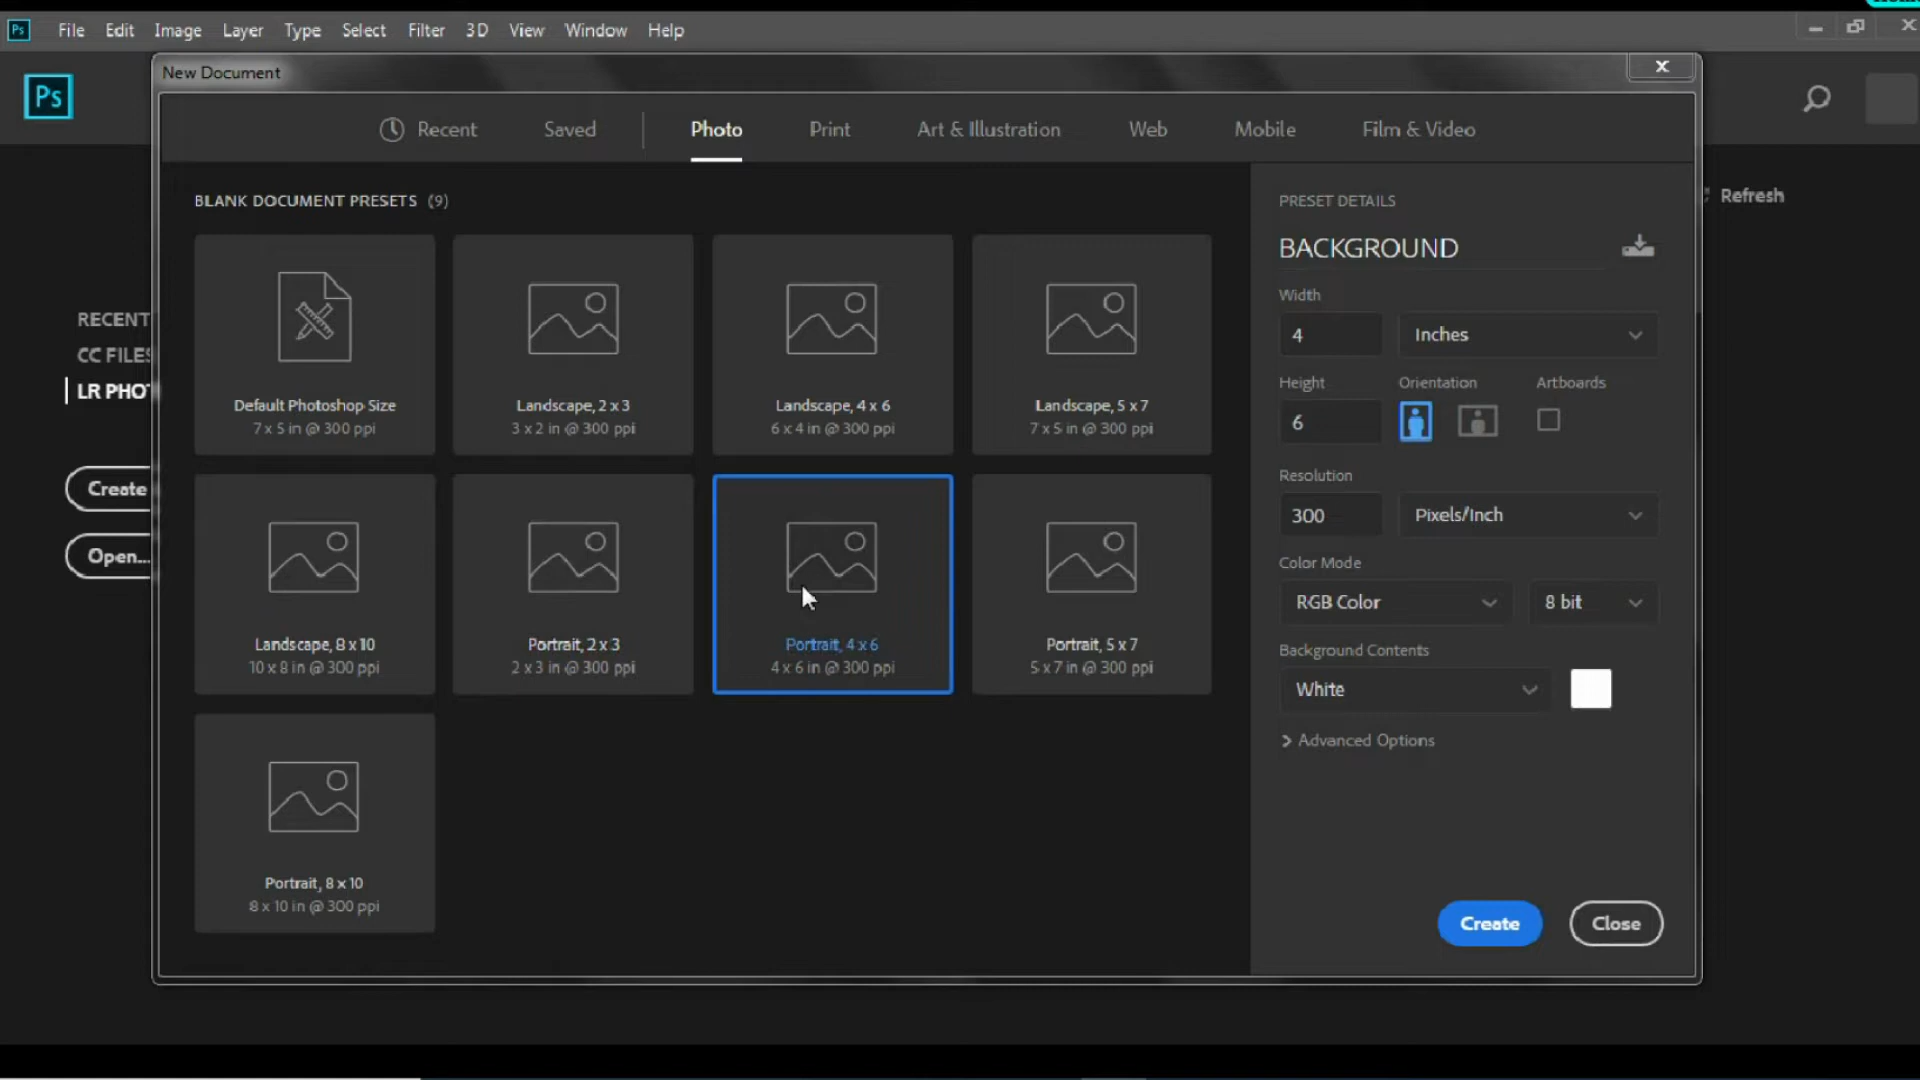 Ps File Edit Image Layer Type Select Filter 3D View Window Help
Ps
New Document
Recent Saved Photo Print Art & Illustration Web Mobile Film & Video
Refresh
RECENT
CC FILES
LR PHO
Create
Open...
BLANK DOCUMENT PRESETS (9)
Default Photoshop Size
7 x 5 in @ 300 ppi
Landscape, 2 x 3
3 x 2 in @ 300 ppi
Landscape, 4 x 6
6 x 4 in @ 300 ppi
Landscape, 5 x 7
7 x 5 in @ 300 ppi
Landscape, 8 x 10
10 x 8 in @ 300 ppi
Portrait, 2 x 3
2 x 3 in @ 300 ppi
Portrait, 4 x 6
4 x 6 in @ 300 ppi
Portrait, 5 x 7
5 x 7 in @ 300 ppi
Portrait, 8 x 10
8 x 10 in @ 300 ppi
PRESET DETAILS
BACKGROUND
Width
4 Inches
Height Orientation Artboards
6
Resolution
300 Pixels/Inch
Color Mode
RGB Color 8 bit
Background Contents
White
Advanced Options
Create Close